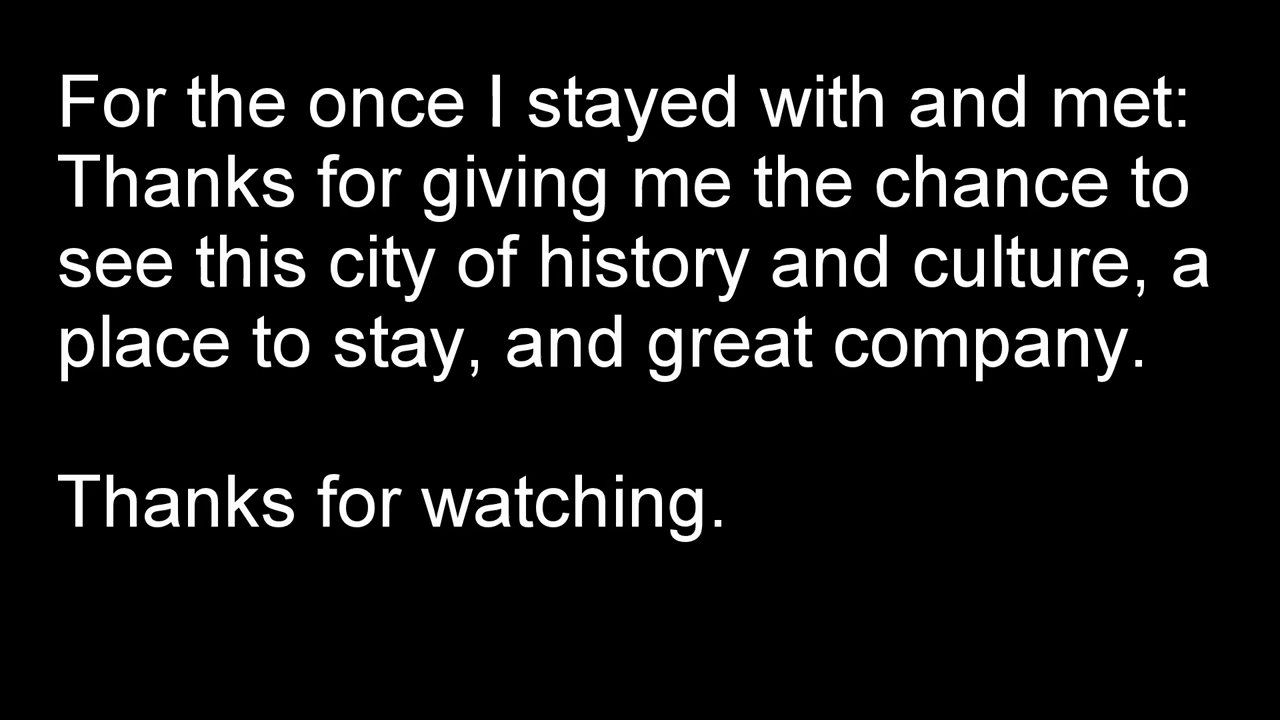 For the once I stayed with and met:
Thanks for giving me the chance to
see this city of history and culture, a
place to stay, and great company.
Thanks for watching.